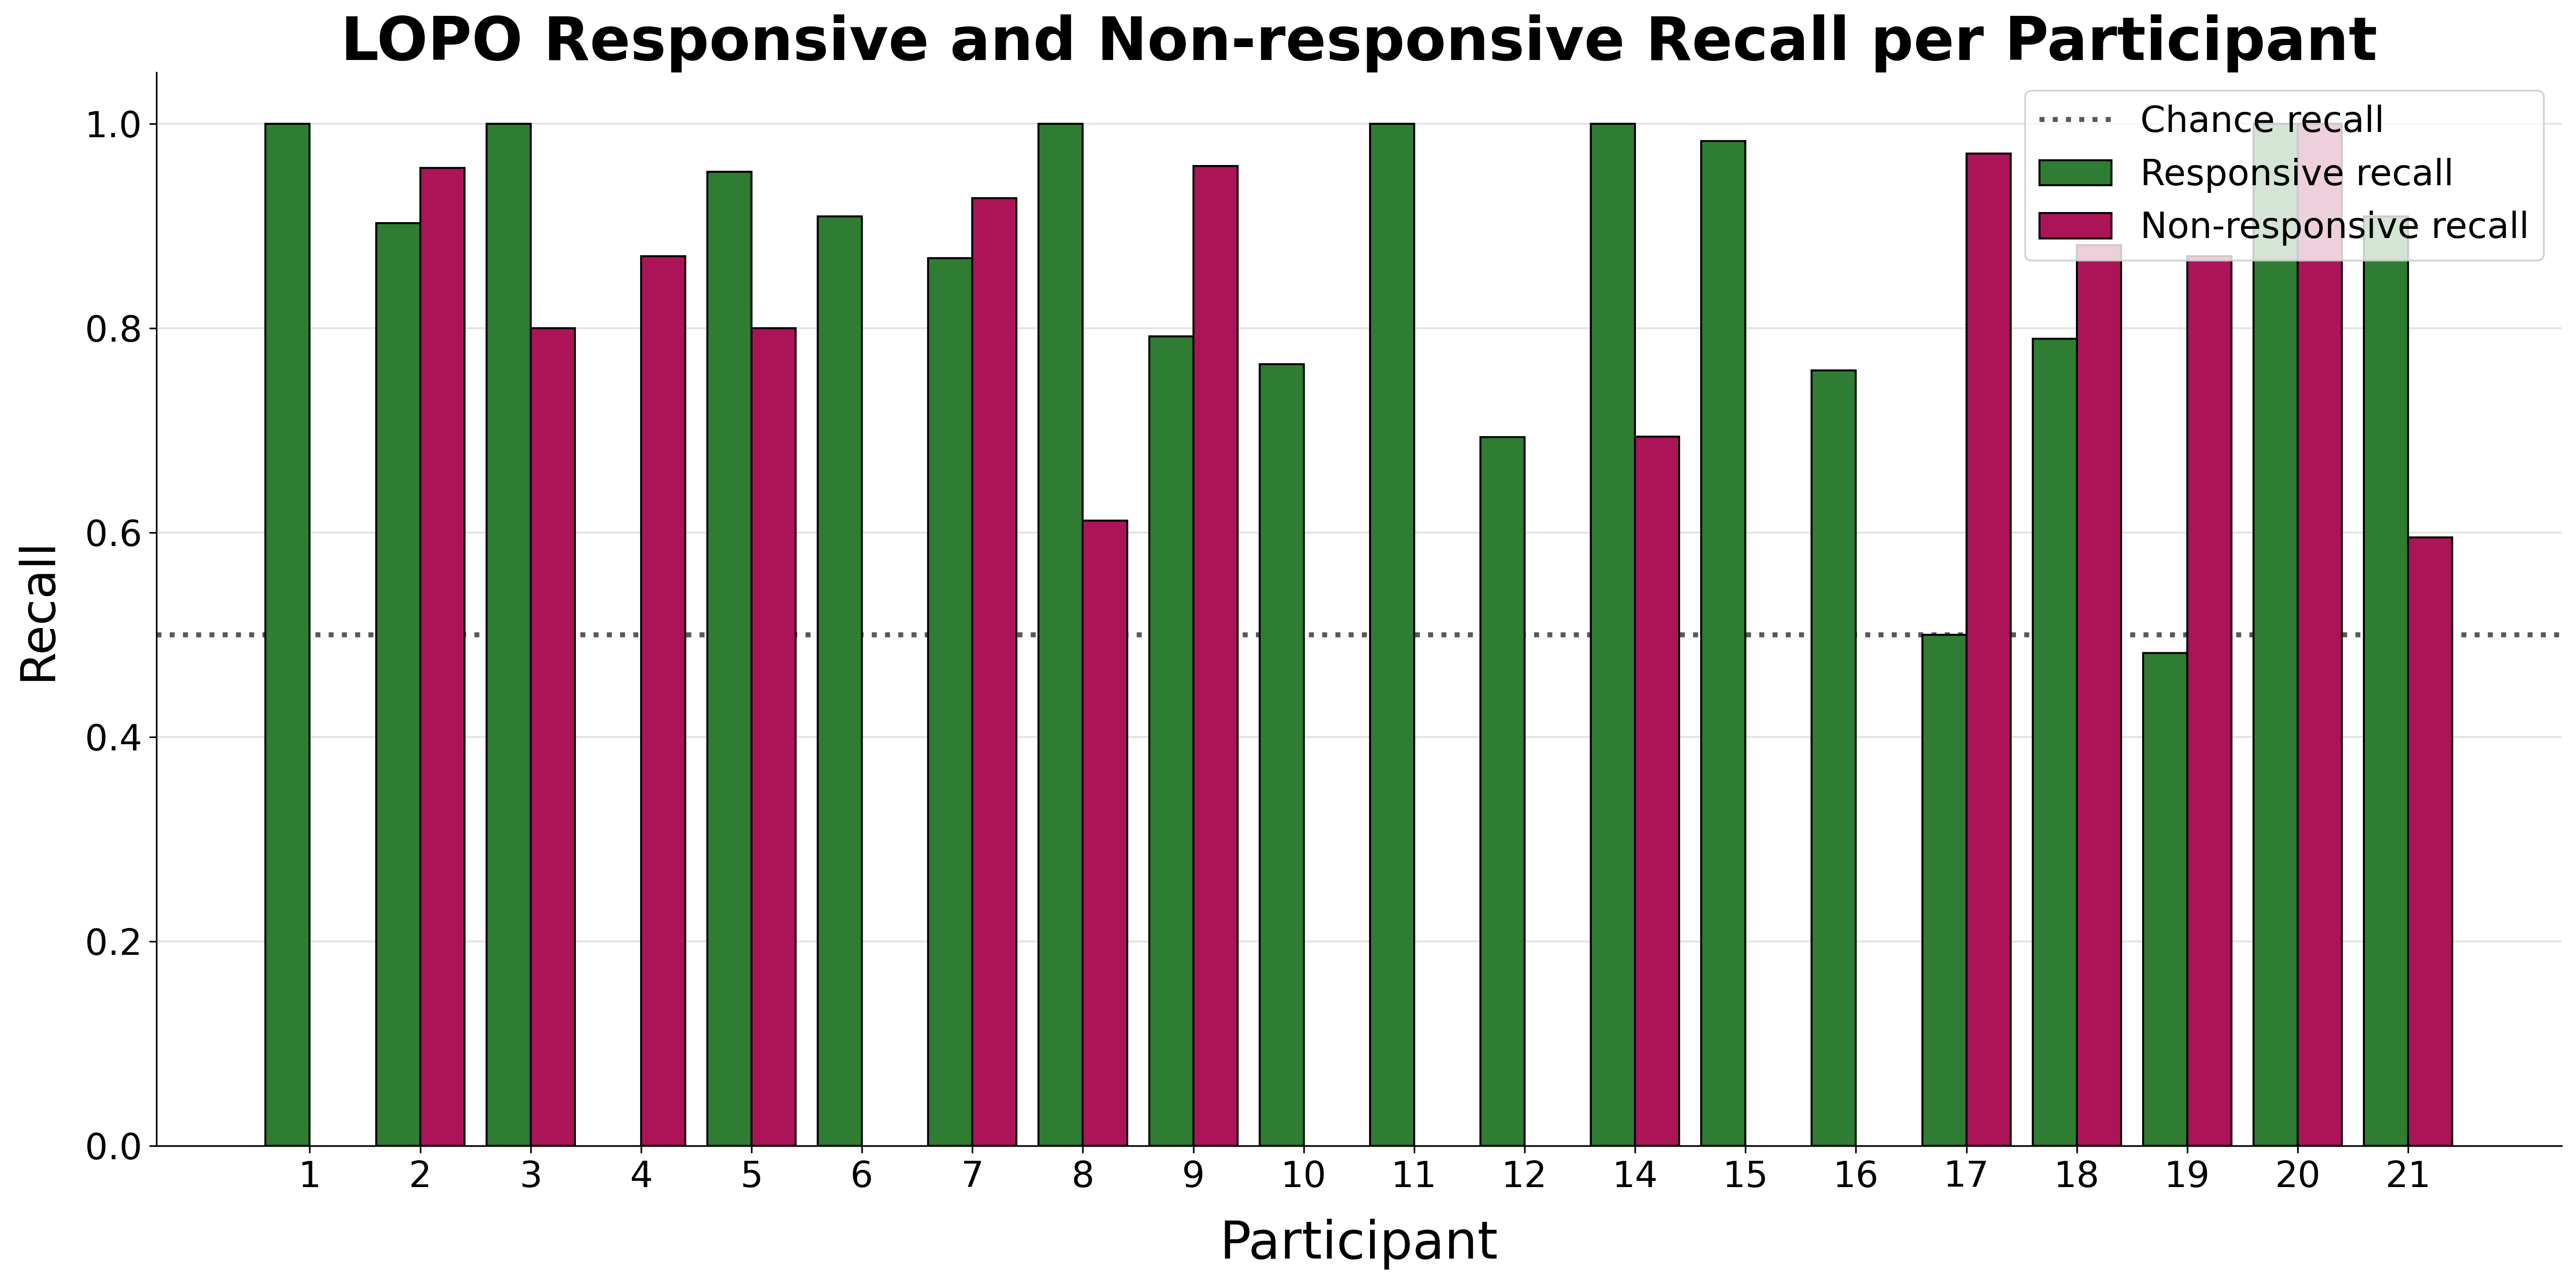 LOPO Responsive and Non-responsive Recall per Participant
Chance recall
Responsive recall
Non-responsive recall
1.0
0.8
0.6
0.4
0.2
0.0
Recall
1 2 3 4 5 6 7 8 9 10 11 12 14 15 16 17 18 19 20 21
Participant